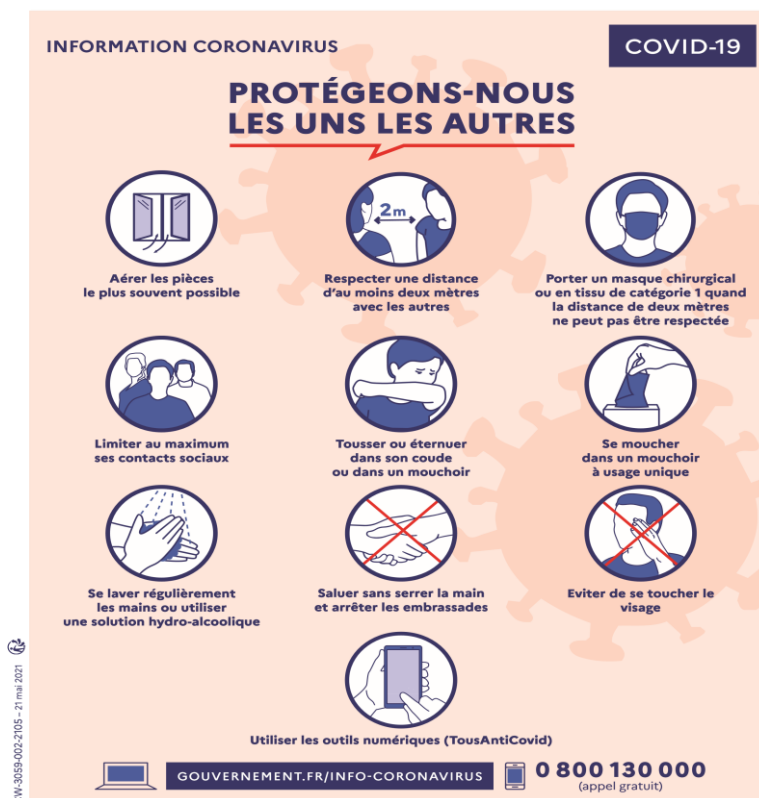 INFORMATION CORONAVIRUS
COVID-19
PROTÉGEONS-NOUS
LES UNS LES AUTRES
Aérer les pièces
le plus souvent possible
2m
Respecter une distance
d'au moins deux mètres
avec les autres
Porter un masque chirurgical
ou en tissu de catégorie 1 quand
la distance de deux mètres
ne peut pas être respectée
Limiter au maximum
ses contacts sociaux
Tousser ou éternuer
dans son coude
ou dans un mouchoir
Se moucher
dans un mouchoir
à usage unique
Se laver régulièrement
les mains ou utiliser
une solution hydro-alcoolique
Saluer sans serrer la main
et arrêter les embrassades
Eviter de se toucher le
visage
Utiliser les outils numériques (TousAntiCovid)
GOUVERNEMENT.FR/INFO-CORONAVIRUS
0 800 130 000
(appel gratuit)
W-3059-002-2105 – 21 mai 2021